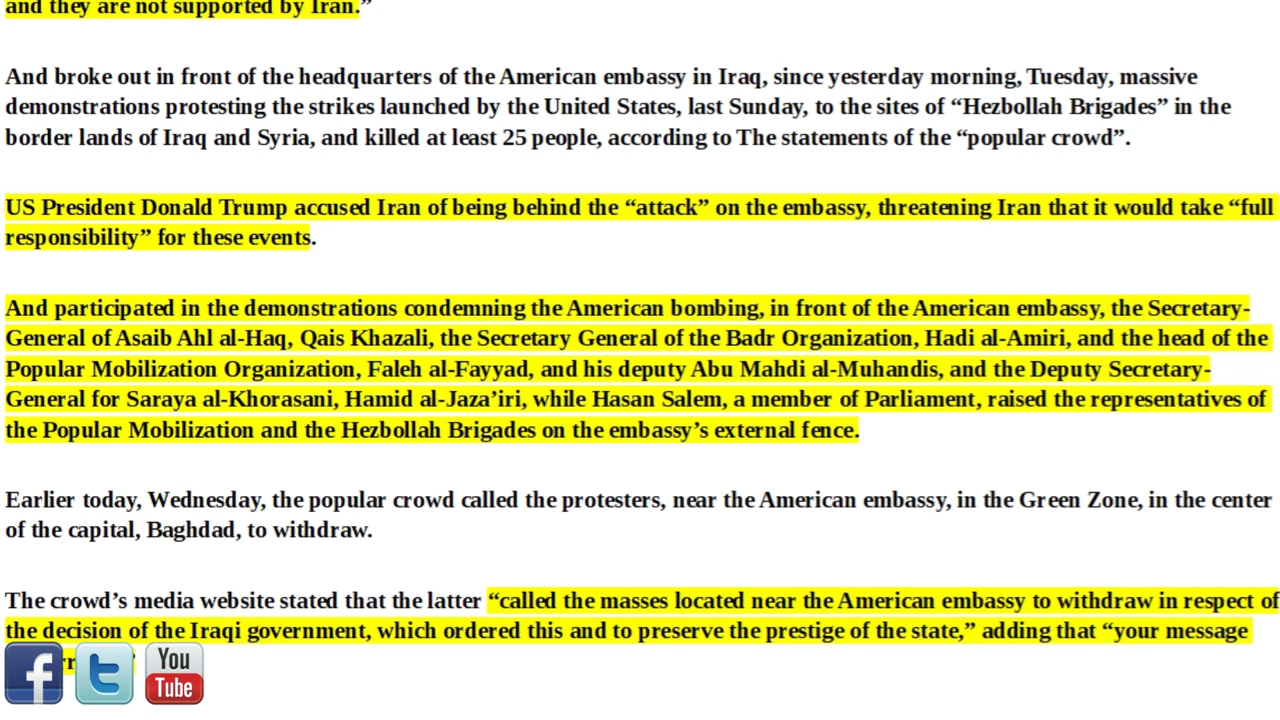 and they are not supported by Iran.”
And broke out in front of the headquarters of the American embassy in Iraq, since yesterday morning, Tuesday, massive
demonstrations protesting the strikes launched by the United States, last Sunday, to the sites of “Hezbollah Brigades” in the
border lands of Iraq and Syria, and killed at least 25 people, according to The statements of the “popular crowd”.
US President Donald Trump accused Iran of being behind the “attack” on the embassy, threatening Iran that it would take “full
responsibility” for these events.
And participated in the demonstrations condemning the American bombing, in front of the American embassy, the Secretary-
General of Asaib Ahl al-Haq, Qais Khazali, the Secretary General of the Badr Organization, Hadi al-Amiri, and the head of the
Popular Mobilization Organization, Faleh al-Fayyad, and his deputy Abu Mahdi al-Muhandis, and the Deputy Secretary-
General for Saraya al-Khorasani, Hamid al-Jaza’iri, while Hasan Salem, a member of Parliament, raised the representatives of
the Popular Mobilization and the Hezbollah Brigades on the embassy’s external fence.
Earlier today, Wednesday, the popular crowd called the protesters, near the American embassy, in the Green Zone, in the center
of the capital, Baghdad, to withdraw.
The crowd’s media website stated that the latter “called the masses located near the American embassy to withdraw in respect of
the decision of the Iraqi government, which ordered this and to preserve the prestige of the state,” adding that “your message
You
Tube